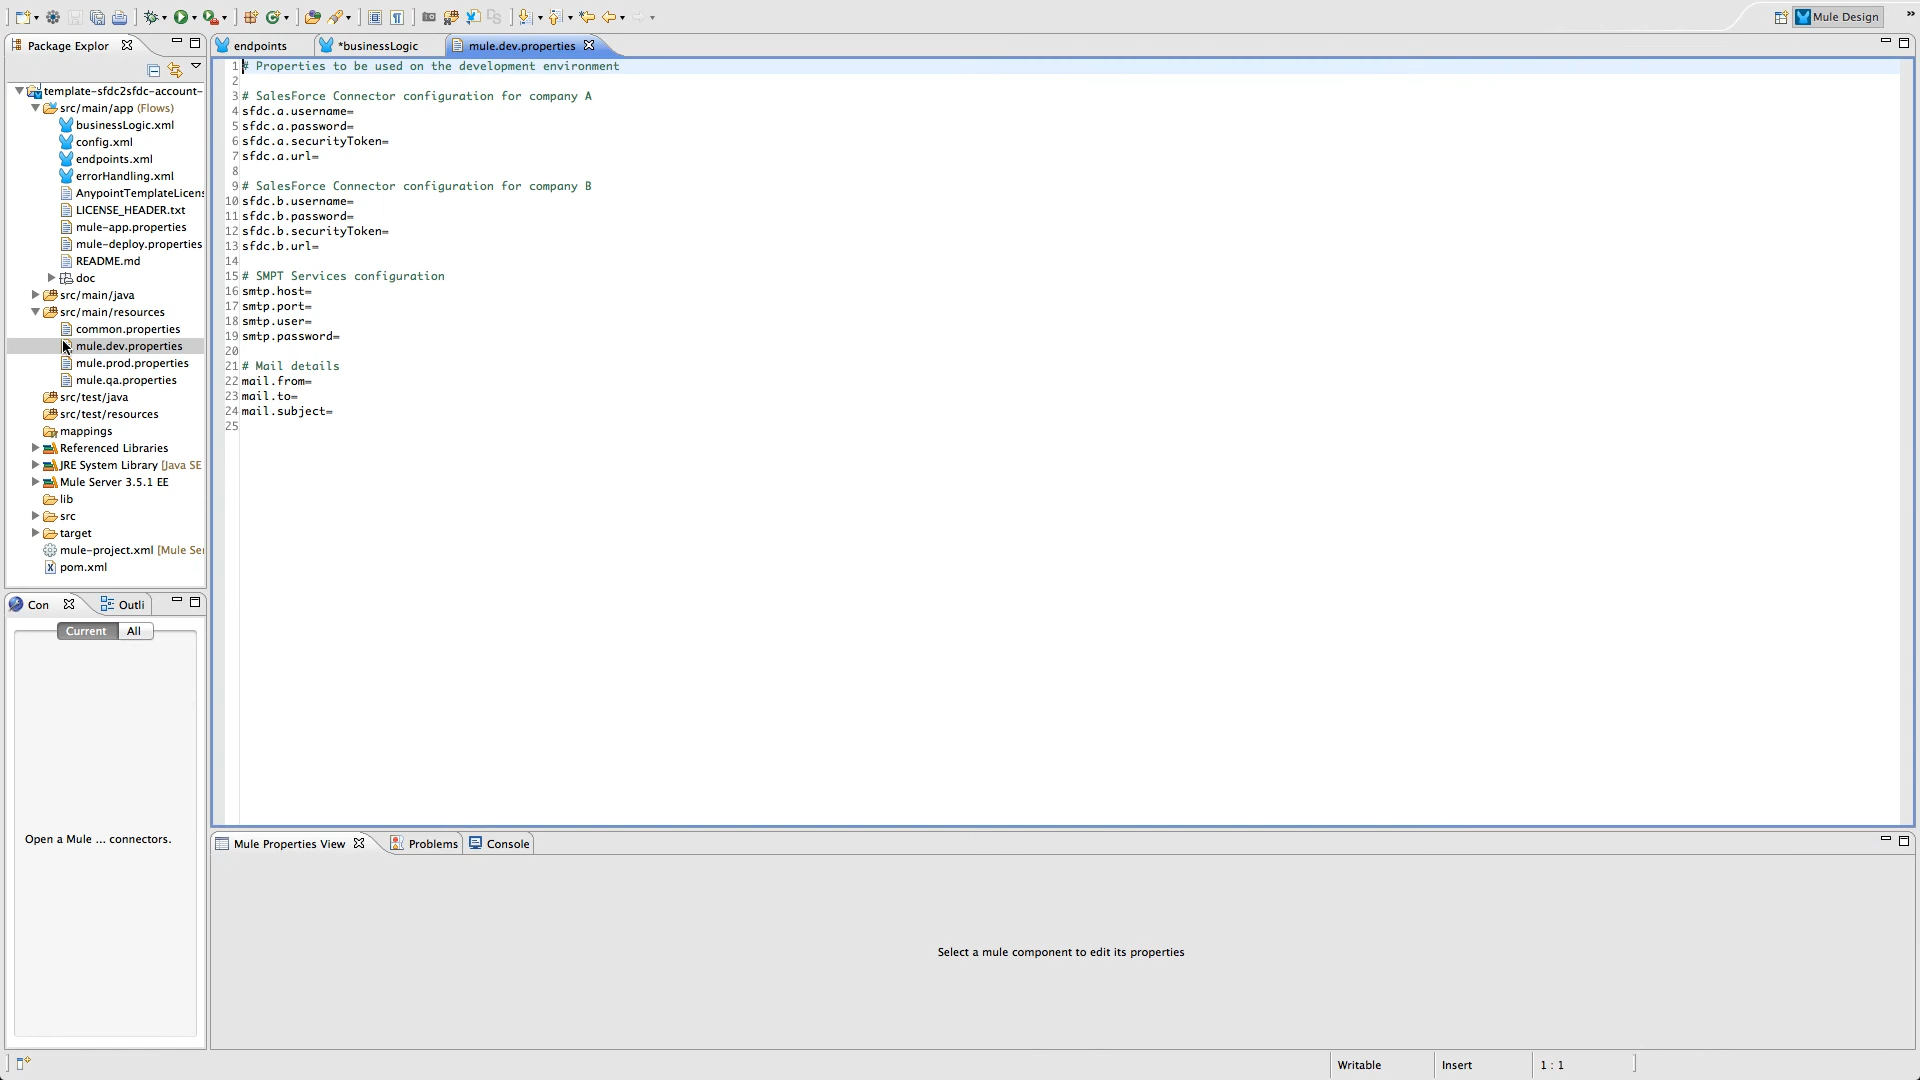 Mule Design
»
Package Explor
endpoints
*businessLogic
mule.dev.properties
template-sfdc2sfdc-account-
src/main/app (Flows)
businessLogic.xml
config.xml
endpoints.xml
errorHandling.xml
AnypointTemplateLicens
LICENSE_HEADER.txt
mule-app.properties
mule-deploy.properties
README.md
doc
src/main/java
src/main/resources
common.properties
mule.dev.properties
mule.prod.properties
mule.qa.properties
src/test/java
src/test/resources
mappings
Referenced Libraries
JRE System Library [Java SE
Mule Server 3.5.1 EE
lib
src
target
mule-project.xml [Mule Ser
pom.xml
1 # Properties to be used on the development environment
2
3 # SalesForce Connector configuration for company A
4 sfdc.a.username=
5 sfdc.a.password=
6 sfdc.a.securityToken=
7 sfdc.a.url=
8
9 # SalesForce Connector configuration for company B
10 sfdc.b.username=
11 sfdc.b.password=
12 sfdc.b.securityToken=
13 sfdc.b.url=
14
15 # SMPT Services configuration
16 smtp.host=
17 smtp.port=
18 smtp.user=
19 smtp.password=
20
21 # Mail details
22 mail.from=
23 mail.to=
24 mail.subject=
25
Con
Outli
Current
All
Open a Mule ... connectors.
Mule Properties View
Problems
Console
Select a mule component to edit its properties
Writable
Insert
1 : 1